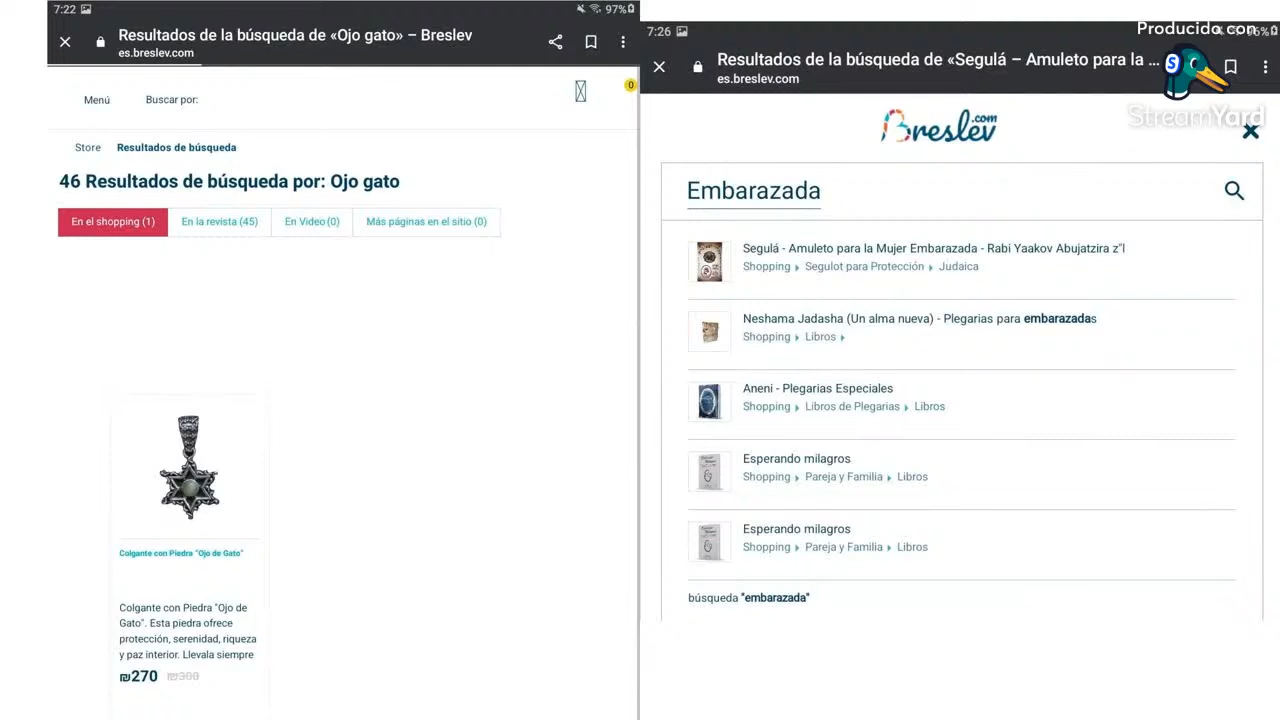 7:22
97%
Resultados de la búsqueda de «Ojo gato» – Breslev
es.breslev.com
0
Menú
Buscar por:
Store
Resultados de búsqueda
46 Resultados de búsqueda por: Ojo gato
En el shopping (1)
En la revista (45)
En Video (0)
Más páginas en el sitio (0)
Colgante con Piedra "Ojo de Gato"
Colgante con Piedra "Ojo de
Gato". Esta piedra ofrece
protección, serenidad, riqueza
y paz interior. Llevala siempre
₪270 ₪300
7:26
96%
Producido con
Resultados de la búsqueda de «Segulá – Amuleto para la ...
es.breslev.com
S
StreamYard
Breslev.com
Embarazada
Segulá - Amuleto para la Mujer Embarazada - Rabi Yaakov Abujatzira z"l
Shopping Segulot para Protección Judaica
Neshama Jadasha (Un alma nueva) - Plegarias para embarazadas
Shopping Libros
Aneni - Plegarias Especiales
Shopping Libros de Plegarias Libros
Esperando milagros
Shopping Pareja y Familia Libros
Esperando milagros
Shopping Pareja y Familia Libros
búsqueda "embarazada"